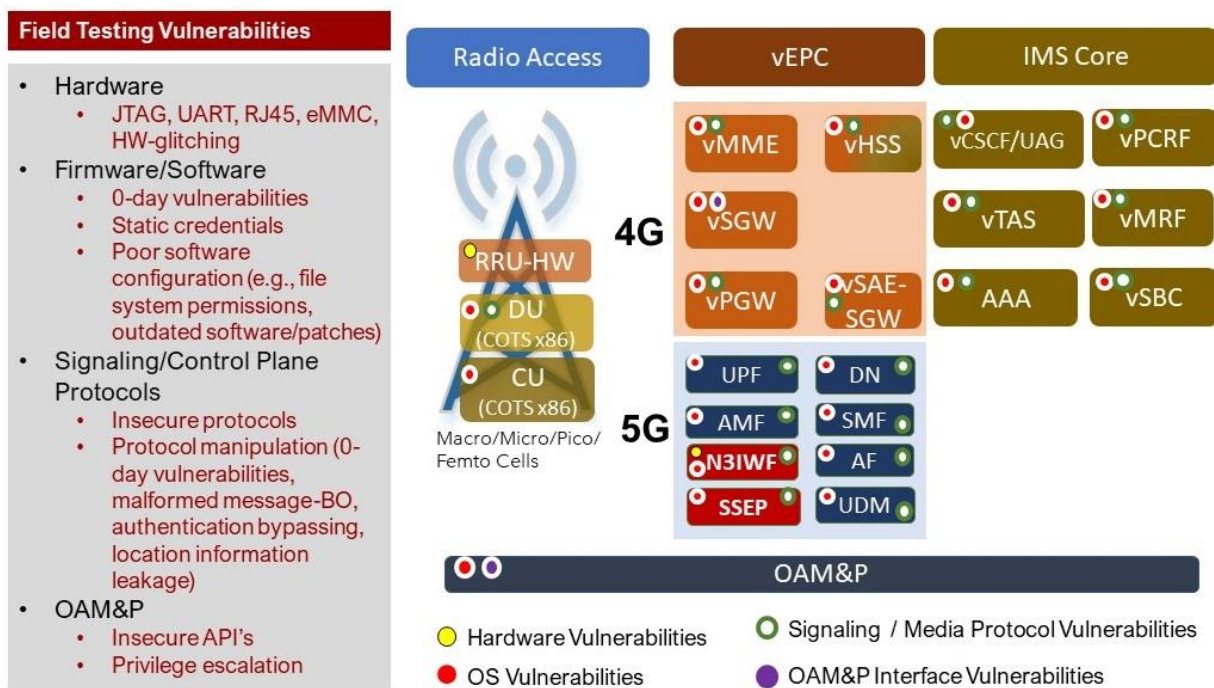 Field Testing Vulnerabilities
• Hardware
• JTAG, UART, RJ45, eMMC,
HW-glitching
• Firmware/Software
• 0-day vulnerabilities
• Static credentials
• Poor software
configuration (e.g., file
system permissions,
outdated software/patches)
• Signaling/Control Plane
Protocols
• Insecure protocols
• Protocol manipulation (0-
day vulnerabilities,
malformed message-BO,
authentication bypassing,
location information
leakage)
• OAM&P
• Insecure API's
• Privilege escalation
Radio Access
RRU-HW
DU
(COTS x86)
CU
(COTS x86)
Macro/Micro/Pico/
Femto Cells
4G
5G
vEPC
vMME
vHSS
vSGW
vPGW
vSAE-
SGW
UPF
DN
AMF
SMF
N3IWF
AF
SSEP
UDM
IMS Core
vCSCF/UAG
vPCRF
vTAS
vMRF
AAA
vSBC
OAM&P
Hardware Vulnerabilities
Signaling / Media Protocol Vulnerabilities
OS Vulnerabilities
OAM&P Interface Vulnerabilities